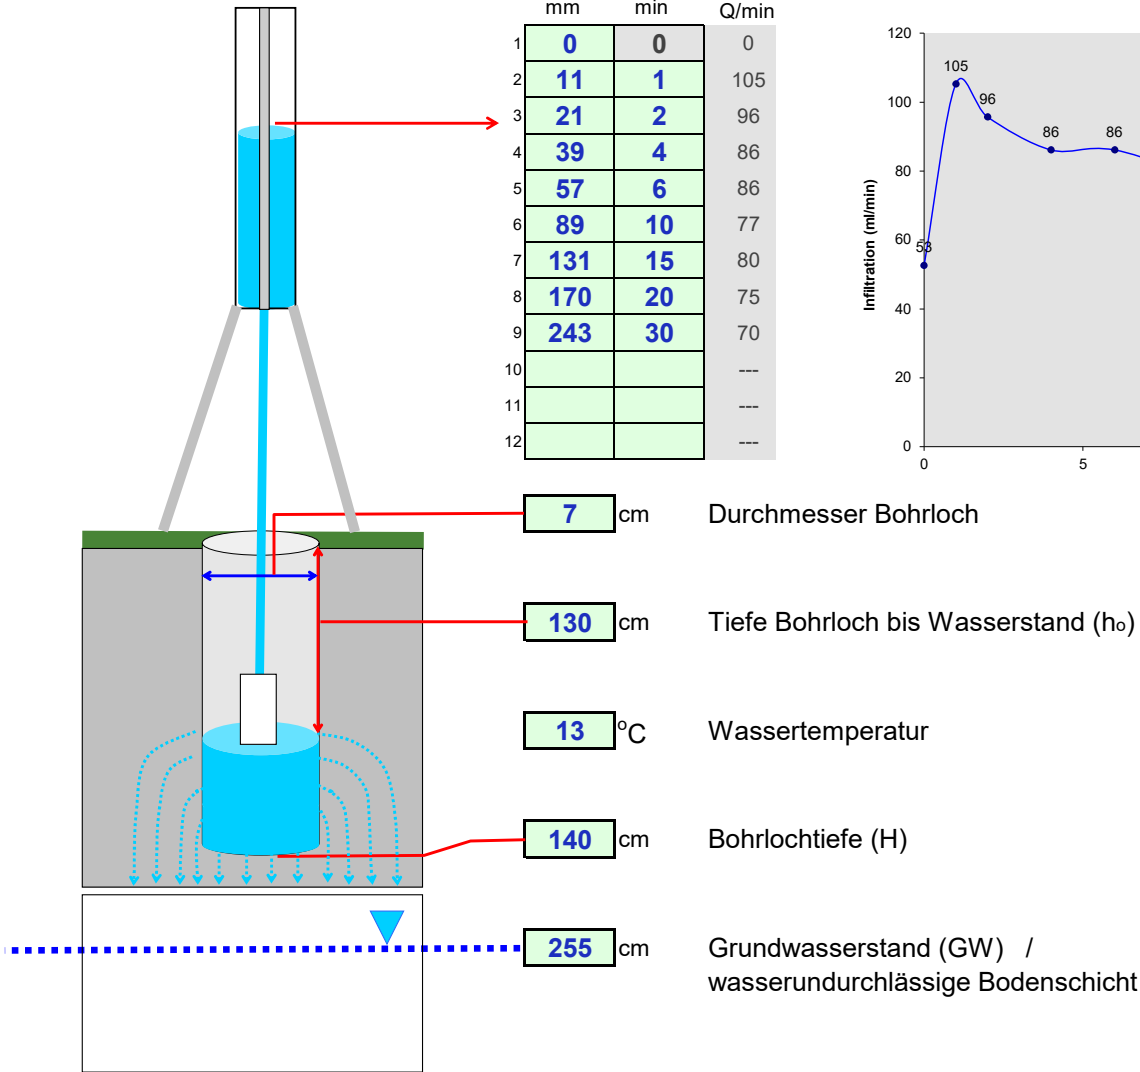 mm min Q/min
1 0 0 0
2 11 1 105
3 21 2 96
4 39 4 86
5 57 6 86
6 89 10 77
7 131 15 80
8 170 20 75
9 243 30 70
10 ---
11 ---
12 ---
Infiltration (ml/min)
120
100
80
60
40
20
0
0 5
53
105
96
86
86
7 cm Durchmesser Bohrloch
130 cm Tiefe Bohrloch bis Wasserstand (ho)
13 °C Wassertemperatur
140 cm Bohrlochtiefe (H)
255 cm Grundwasserstand (GW) /
wasserundurchlässige Bodenschicht